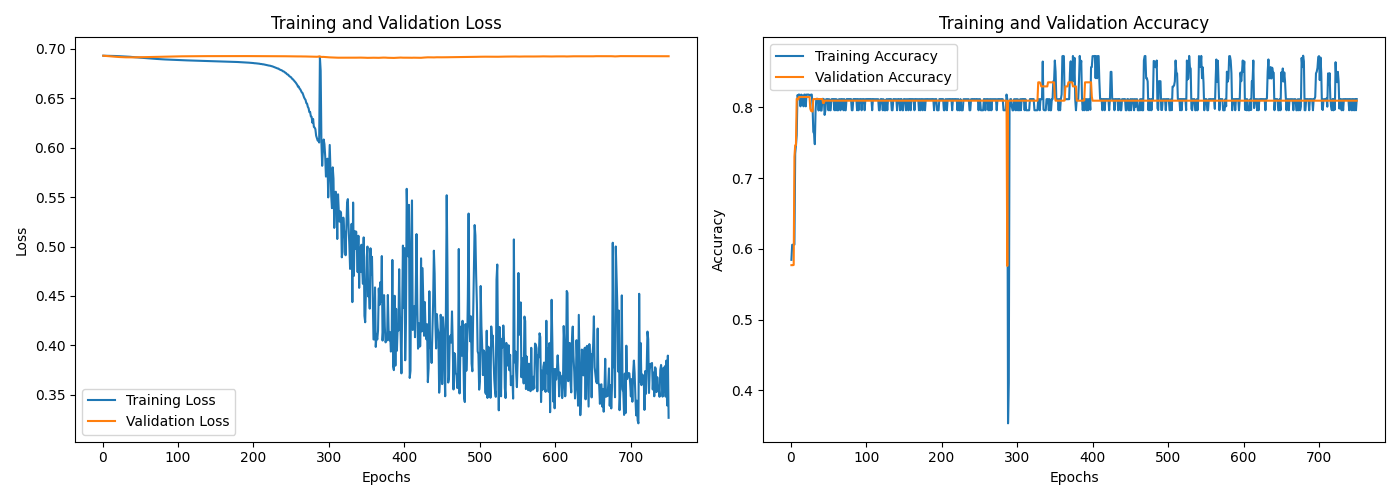 Training and Validation Loss
0.70
0.65
0.60
0.55
0.50
0.45
0.40
0.35
Loss
Training Loss
Validation Loss
0 100 200 300 400 500 600 700
Epochs
Training and Validation Accuracy
Training Accuracy
Validation Accuracy
0.8
0.7
0.6
0.5
0.4
Accuracy
0 100 200 300 400 500 600 700
Epochs